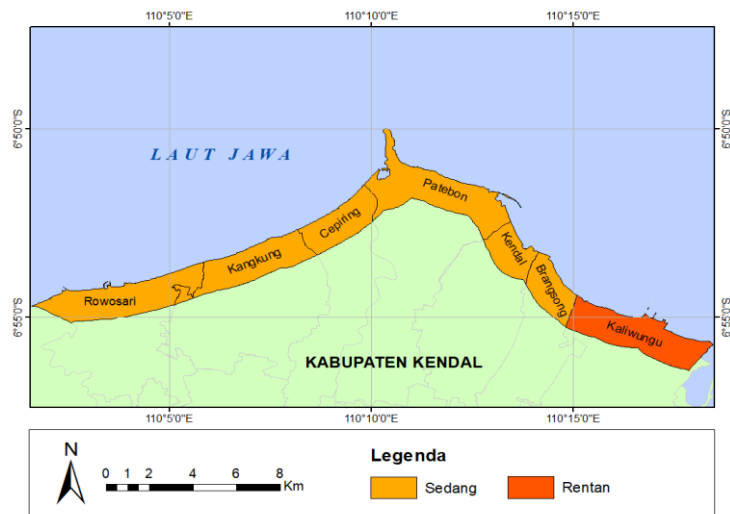 110°5'0"E 110°10'0"E 110°15'0"E
6°50'0"S 6°50'0"S
LAUT JAWA
Patebon
Cepiring
Kendal
Kangkung
Brangsong
Rowosari
6°55'0"S 6°55'0"S
Kaliwungu
KABUPATEN KENDAL
110°5'0"E 110°10'0"E 110°15'0"E
N
0 1 2 4 6 8
Km
Legenda
Sedang Rentan